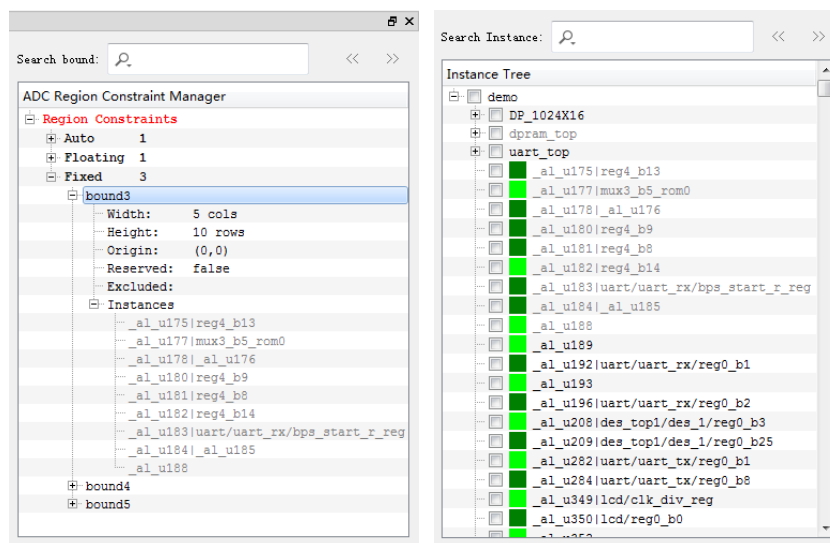 Search bound:
ADC Region Constraint Manager
Region Constraints
Auto 1
Floating 1
Fixed 3
bound3
Width: 5 cols
Height: 10 rows
Origin: (0,0)
Reserved: false
Excluded:
Instances
_al_u175|reg4_b13
_al_u177|mux3_b5_rom0
_al_u178|_al_u176
_al_u180|reg4_b9
_al_u181|reg4_b8
_al_u182|reg4_b14
_al_u183|uart/uart_rx/bps_start_r_reg
_al_u184|_al_u185
_al_u188
bound4
bound5
Search Instance:
Instance Tree
demo
DP_1024X16
dpram_top
uart_top
_al_u175|reg4_b13
_al_u177|mux3_b5_rom0
_al_u178|_al_u176
_al_u180|reg4_b9
_al_u181|reg4_b8
_al_u182|reg4_b14
_al_u183|uart/uart_rx/bps_start_r_reg
_al_u184|_al_u185
_al_u188
_al_u189
_al_u192|uart/uart_rx/reg0_b1
_al_u193
_al_u196|uart/uart_rx/reg0_b2
_al_u208|des_top1/des_1/reg0_b3
_al_u209|des_top1/des_1/reg0_b25
_al_u282|uart/uart_tx/reg0_b1
_al_u284|uart/uart_tx/reg0_b8
_al_u349|lcd/clk_div_reg
_al_u350|lcd/reg0_b0